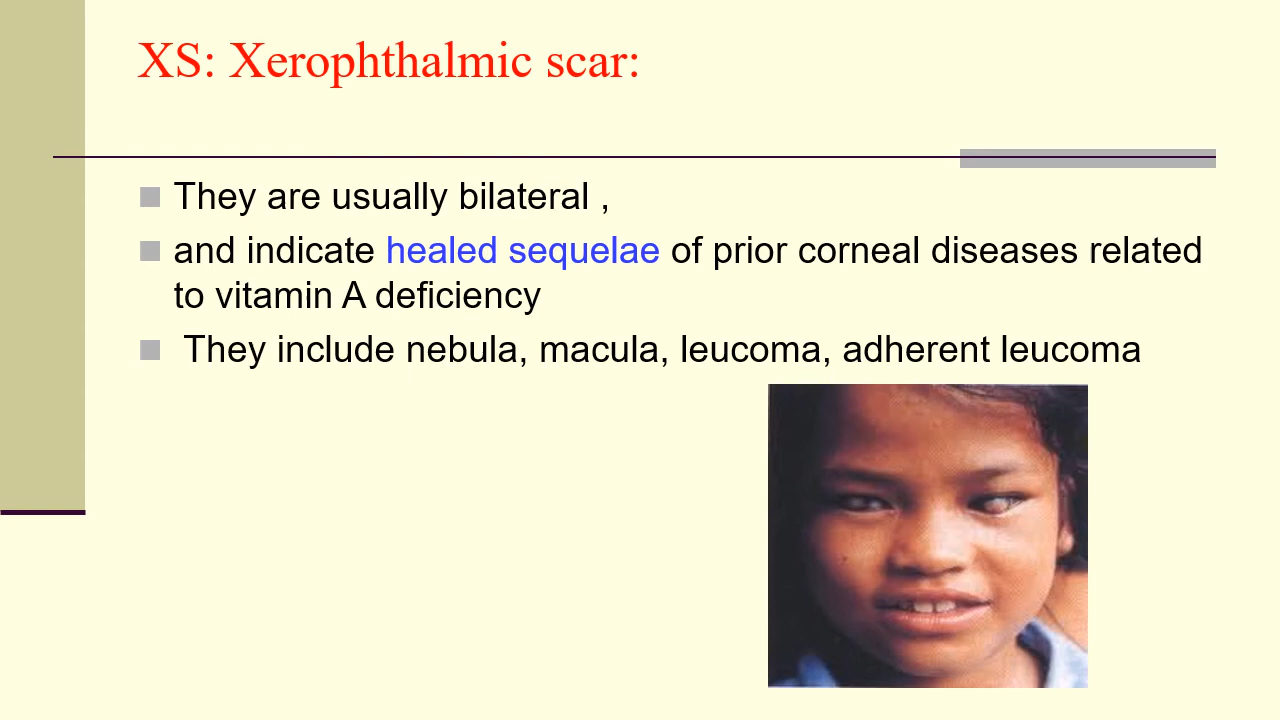 XS: Xerophthalmic scar:
They are usually bilateral ,
and indicate healed sequelae of prior corneal diseases related
to vitamin A deficiency
They include nebula, macula, leucoma, adherent leucoma